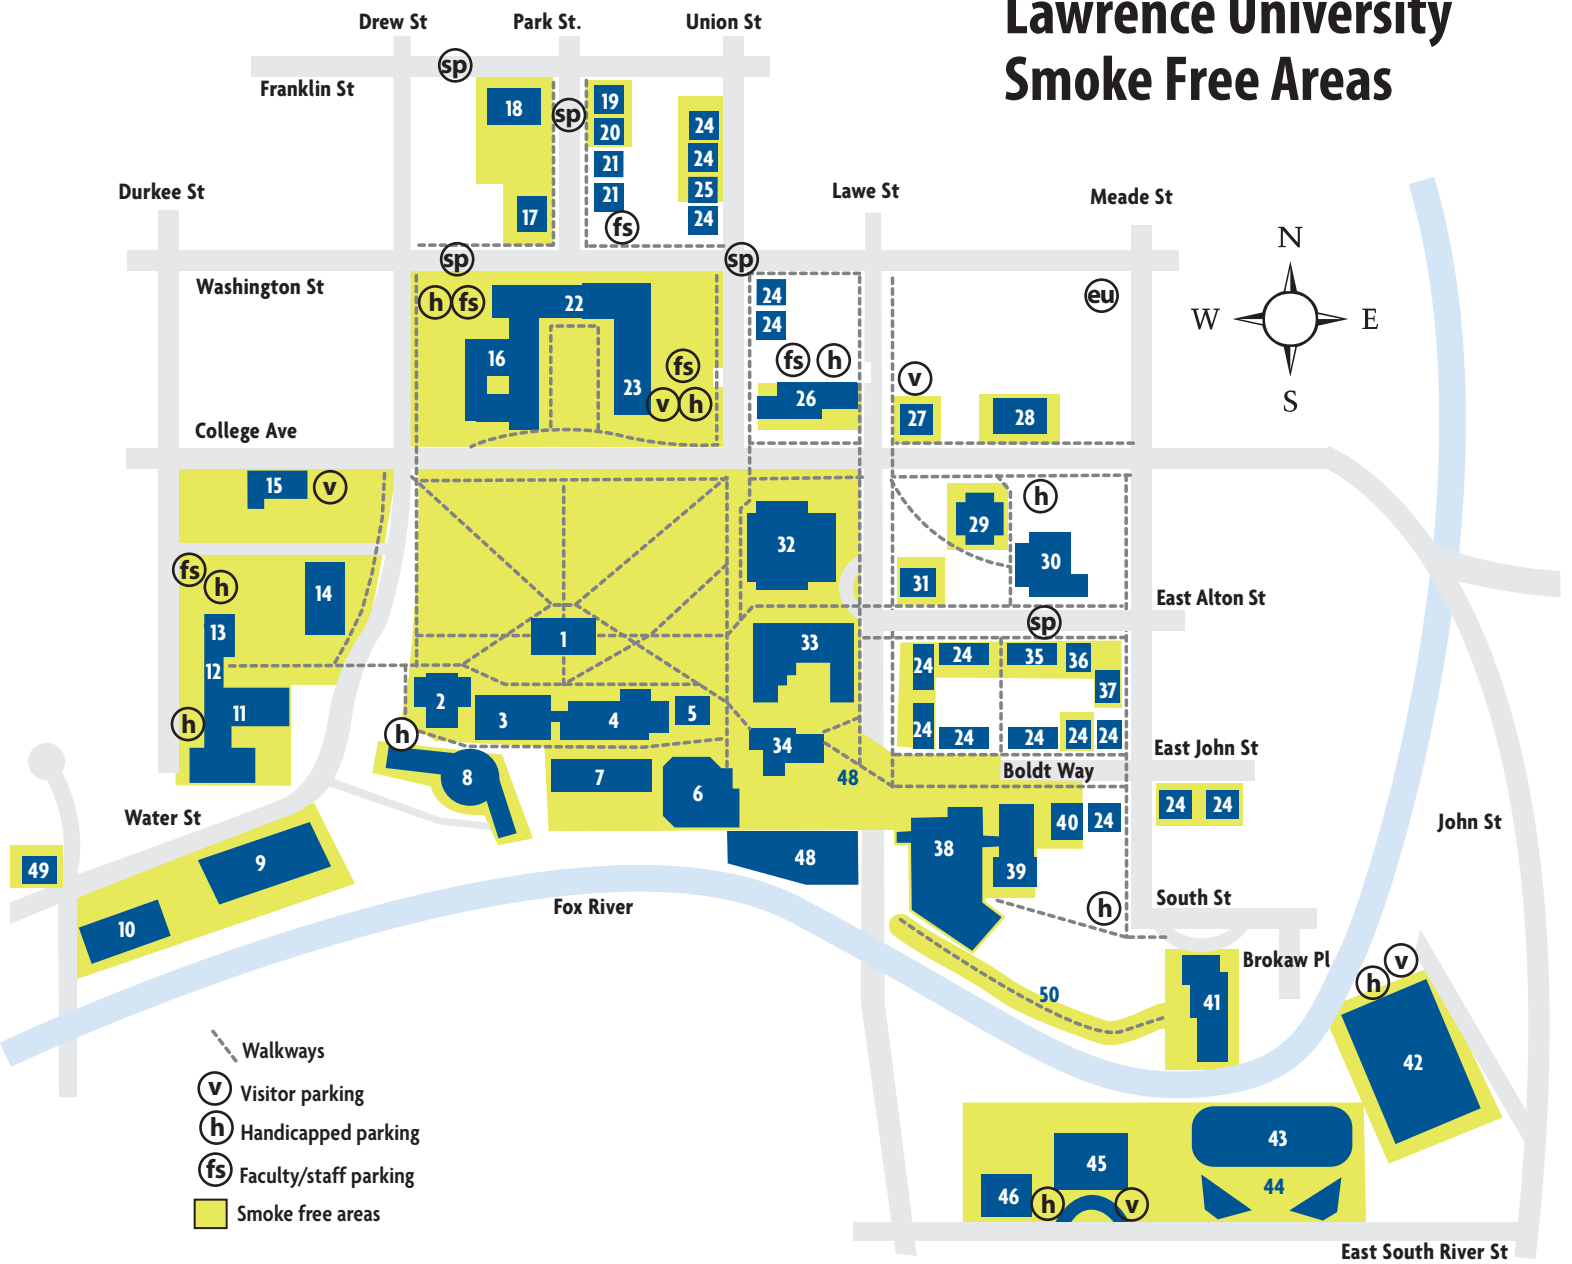 Lawrence University
Smoke Free Areas
Drew St
Park St.
Union St
sp
Franklin St
18
sp
19
20
21
21
fs
17
24
24
25
24
Durkee St
Lawe St
Meade St
sp
sp
Washington St
eu
N
W
E
S
h
fs
22
16
23
fs
v
h
24
24
fs
h
26
v
27
28
College Ave
15
v
29
h
30
31
32
fs
h
14
13
12
11
h
1
33
East Alton St
sp
2
3
4
5
h
34
24
24
35
36
37
24
24
24
24
24
East John St
Boldt Way
8
7
6
48
24
24
Water St
John St
40
24
38
39
48
49
9
10
Fox River
South St
h
Brokaw Pl
v
h
50
41
42
Walkways
v
Visitor parking
h
Handicapped parking
fs
Faculty/staff parking
Smoke free areas
43
45
44
46
h
v
East South River St